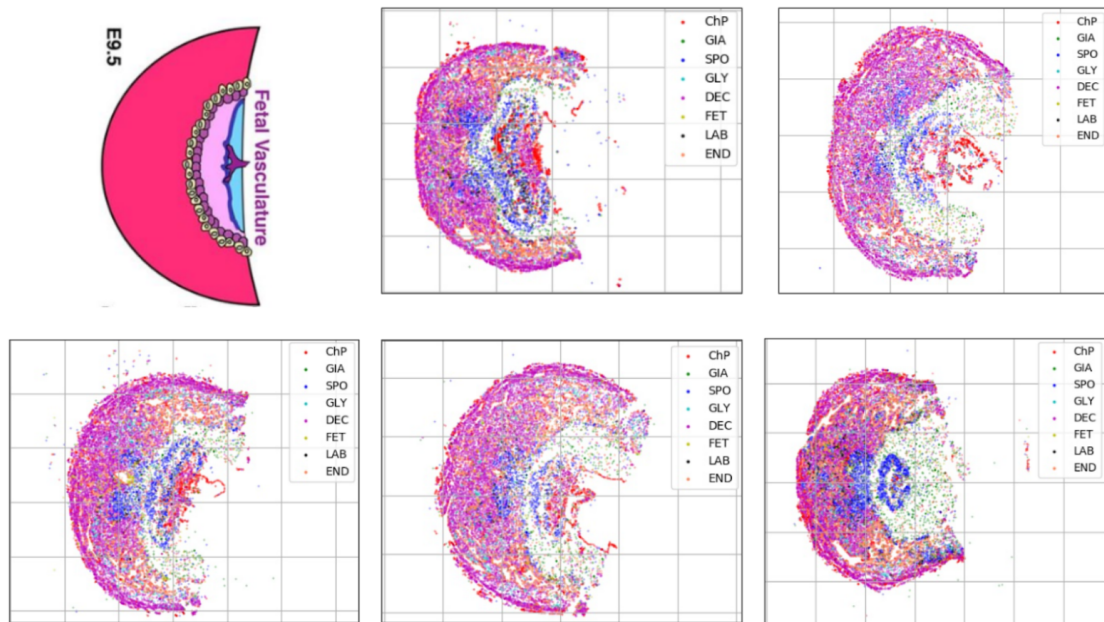 E9.5
Fetal Vasculature
ChP
GIA
SPO
GLY
DEC
FET
LAB
END
ChP
GIA
SPO
GLY
DEC
FET
LAB
END
ChP
GIA
SPO
GLY
DEC
FET
LAB
END
ChP
GIA
SPO
GLY
DEC
FET
LAB
END
ChP
GIA
SPO
GLY
DEC
FET
LAB
END